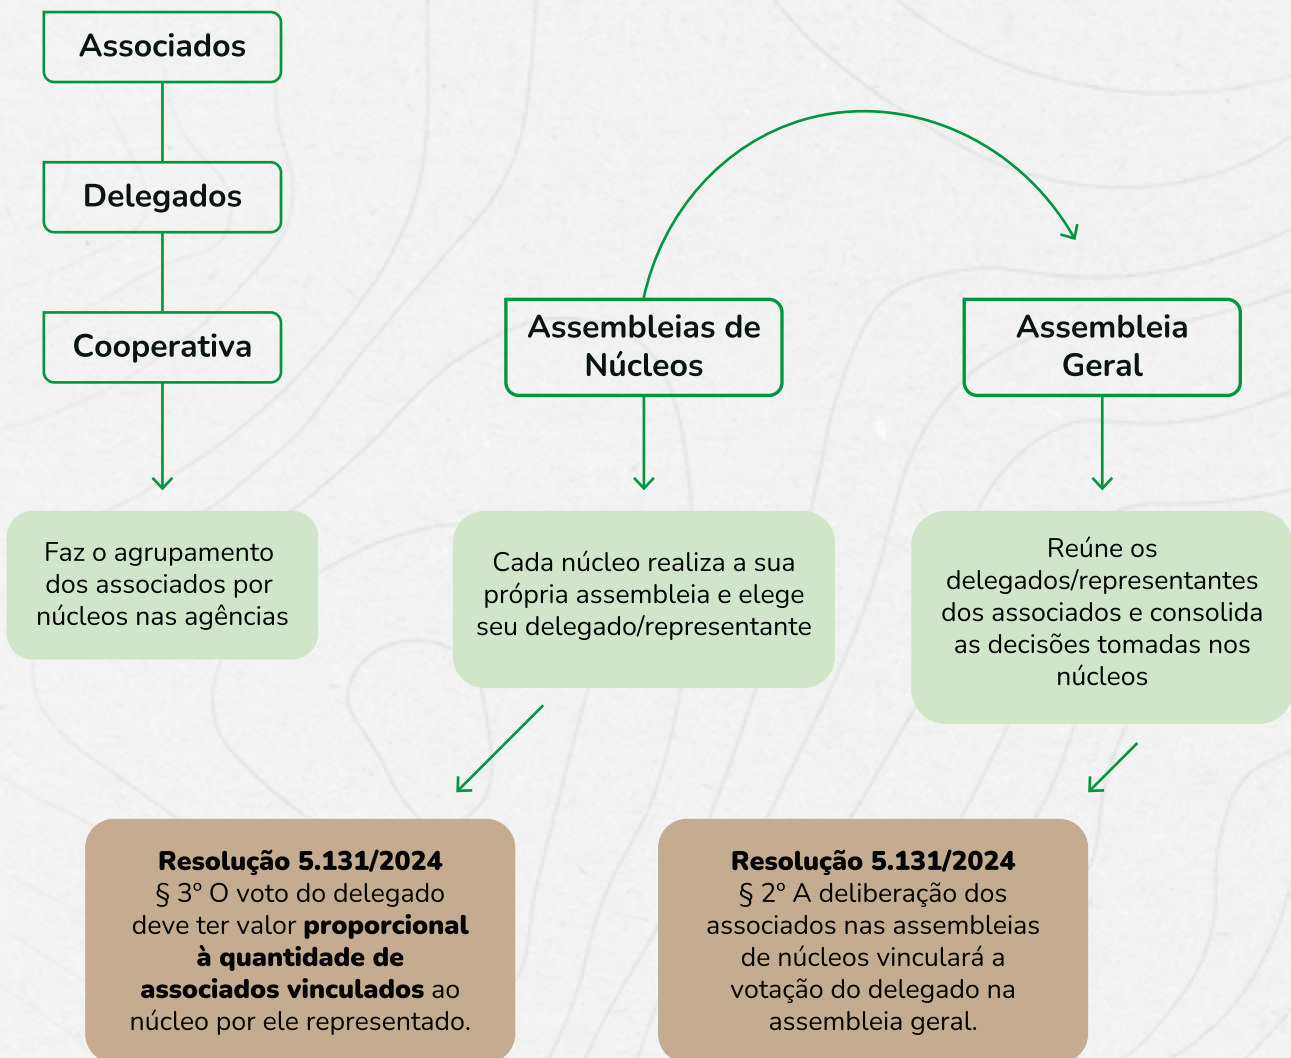 Associados
Delegados
Cooperativa
Faz o agrupamento
dos associados por
núcleos nas agências
Assembleias de
Núcleos
Cada núcleo realiza a sua
própria assembleia e elege
seu delegado/representante
Assembleia
Geral
Reúne os
delegados/representantes
dos associados e consolida
as decisões tomadas nos
núcleos
Resolução 5.131/2024
§ 3º O voto do delegado
deve ter valor proporcional
à quantidade de
associados vinculados ao
núcleo por ele representado.
Resolução 5.131/2024
§ 2º A deliberação dos
associados nas assembleias
de núcleos vinculará a
votação do delegado na
assembleia geral.